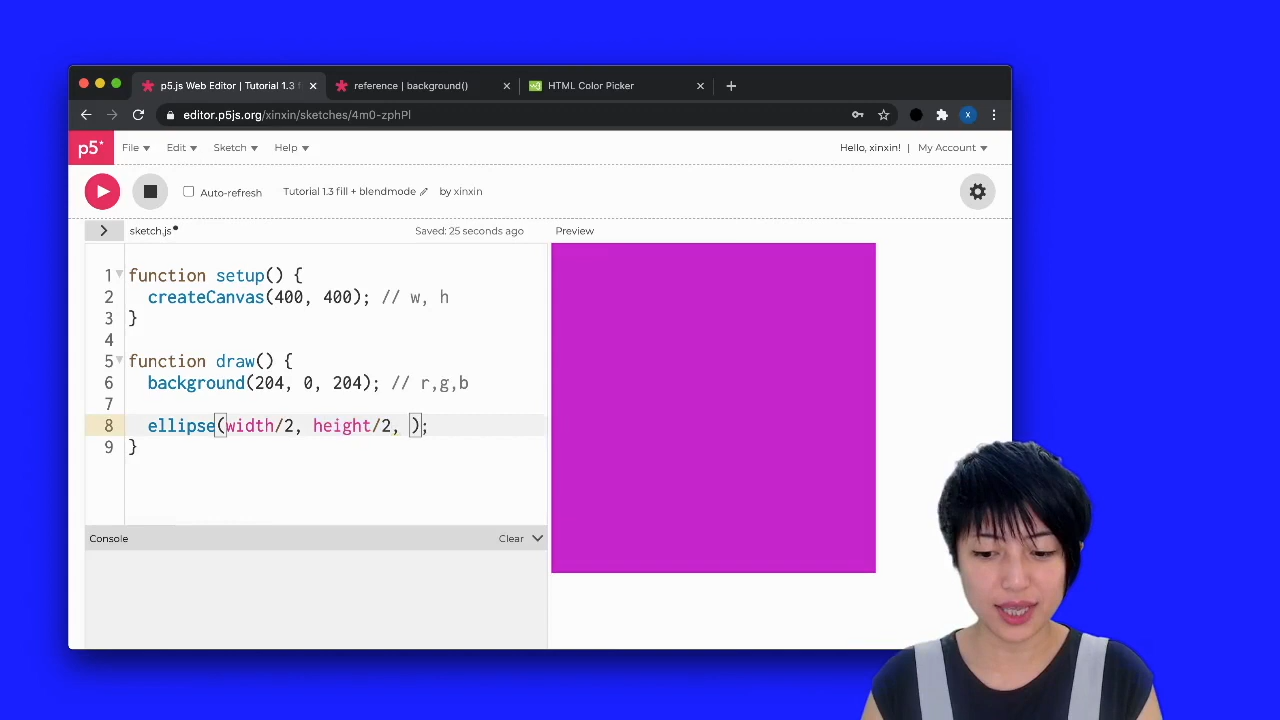 p5.js Web Editor | Tutorial 1.3 f
reference | background()
HTML Color Picker
editor.p5js.org/xinxin/sketches/4m0-zphPl
X
p5*
File
Edit
Sketch
Help
Hello, xinxin!
|
My Account
Auto-refresh
Tutorial 1.3 fill + blendmode
by xinxin
sketch.js
Saved: 25 seconds ago
Preview
1 function setup() {
2 createCanvas(400, 400); // w, h
3 }
4
5 function draw() {
6 background(204, 0, 204); // r,g,b
7
8 ellipse(width/2, height/2, );
9 }
Console
Clear